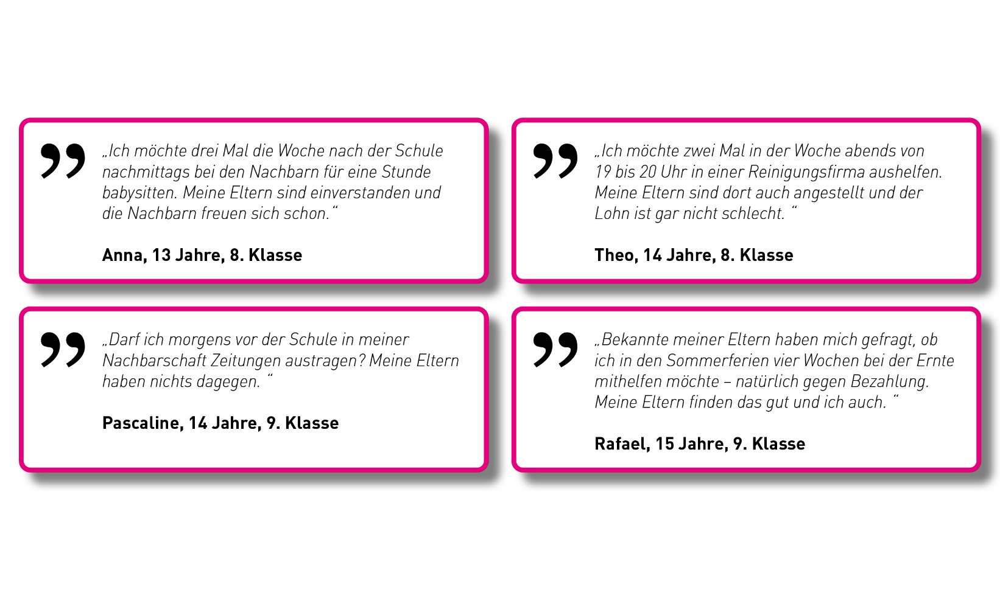 „Ich möchte drei Mal die Woche nach der Schule
nachmittags bei den Nachbarn für eine Stunde
babysitten. Meine Eltern sind einverstanden und
die Nachbarn freuen sich schon.“
Anna, 13 Jahre, 8. Klasse
„Ich möchte zwei Mal in der Woche abends von
19 bis 20 Uhr in einer Reinigungsfirma aushelfen.
Meine Eltern sind dort auch angestellt und der
Lohn ist gar nicht schlecht. “
Theo, 14 Jahre, 8. Klasse
„Darf ich morgens vor der Schule in meiner
Nachbarschaft Zeitungen austragen? Meine Eltern
haben nichts dagegen. “
Pascaline, 14 Jahre, 9. Klasse
„Bekannte meiner Eltern haben mich gefragt, ob
ich in den Sommerferien vier Wochen bei der Ernte
mithelfen möchte – natürlich gegen Bezahlung.
Meine Eltern finden das gut und ich auch. “
Rafael, 15 Jahre, 9. Klasse